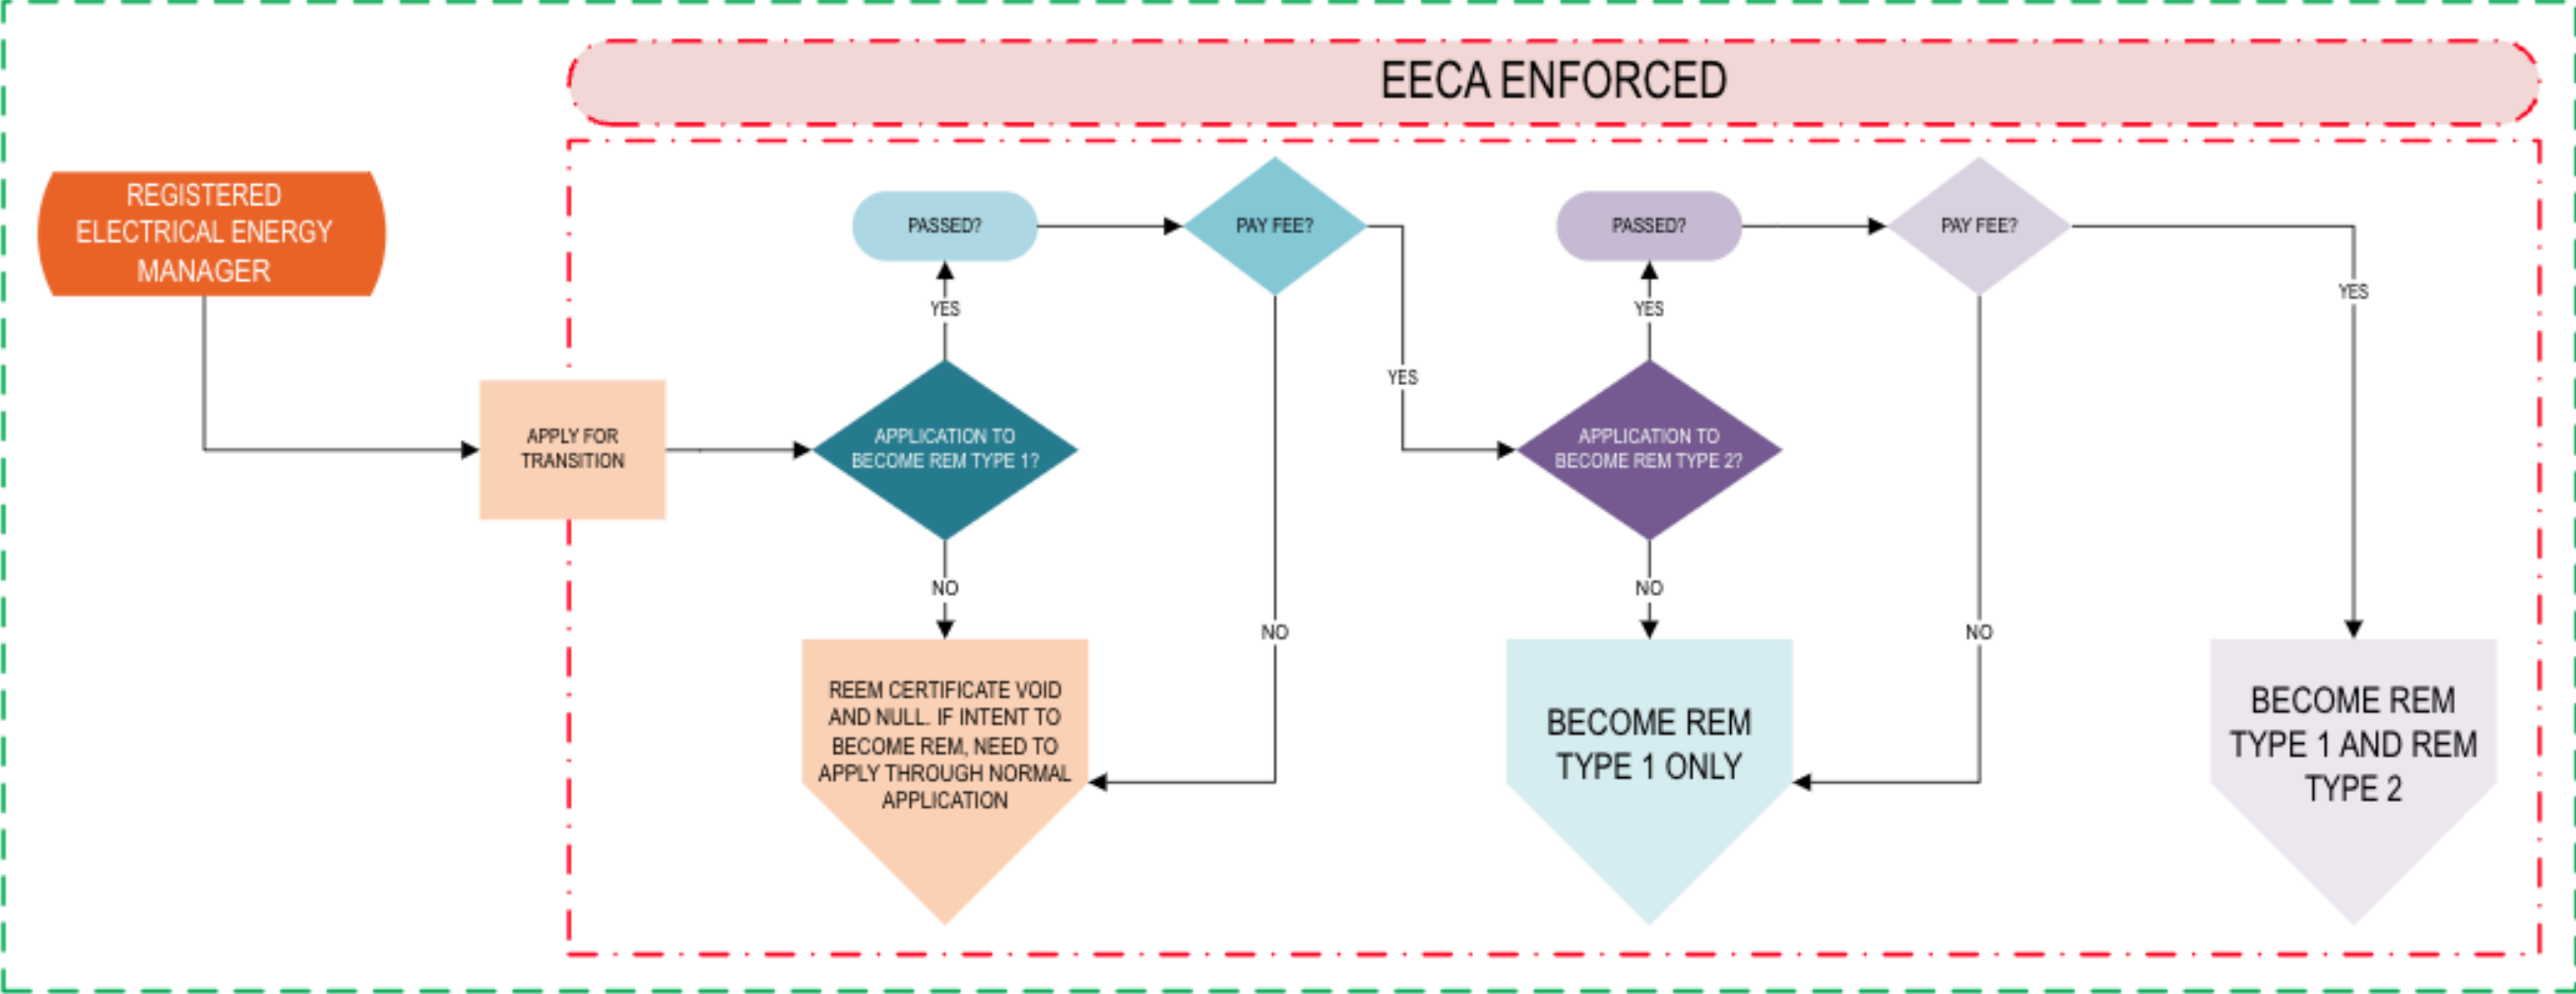 EECA ENFORCED
REGISTERED
ELECTRICAL ENERGY
MANAGER
APPLY FOR
TRANSITION
PASSED?
PAY FEE?
YES
APPLICATION TO
BECOME REM TYPE 1?
NO
REEM CERTIFICATE VOID
AND NULL. IF INTENT TO
BECOME REM, NEED TO
APPLY THROUGH NORMAL
APPLICATION
NO
YES
PASSED?
PAY FEE?
YES
APPLICATION TO
BECOME REM TYPE 2?
NO
BECOME REM
TYPE 1 ONLY
NO
YES
BECOME REM
TYPE 1 AND REM
TYPE 2